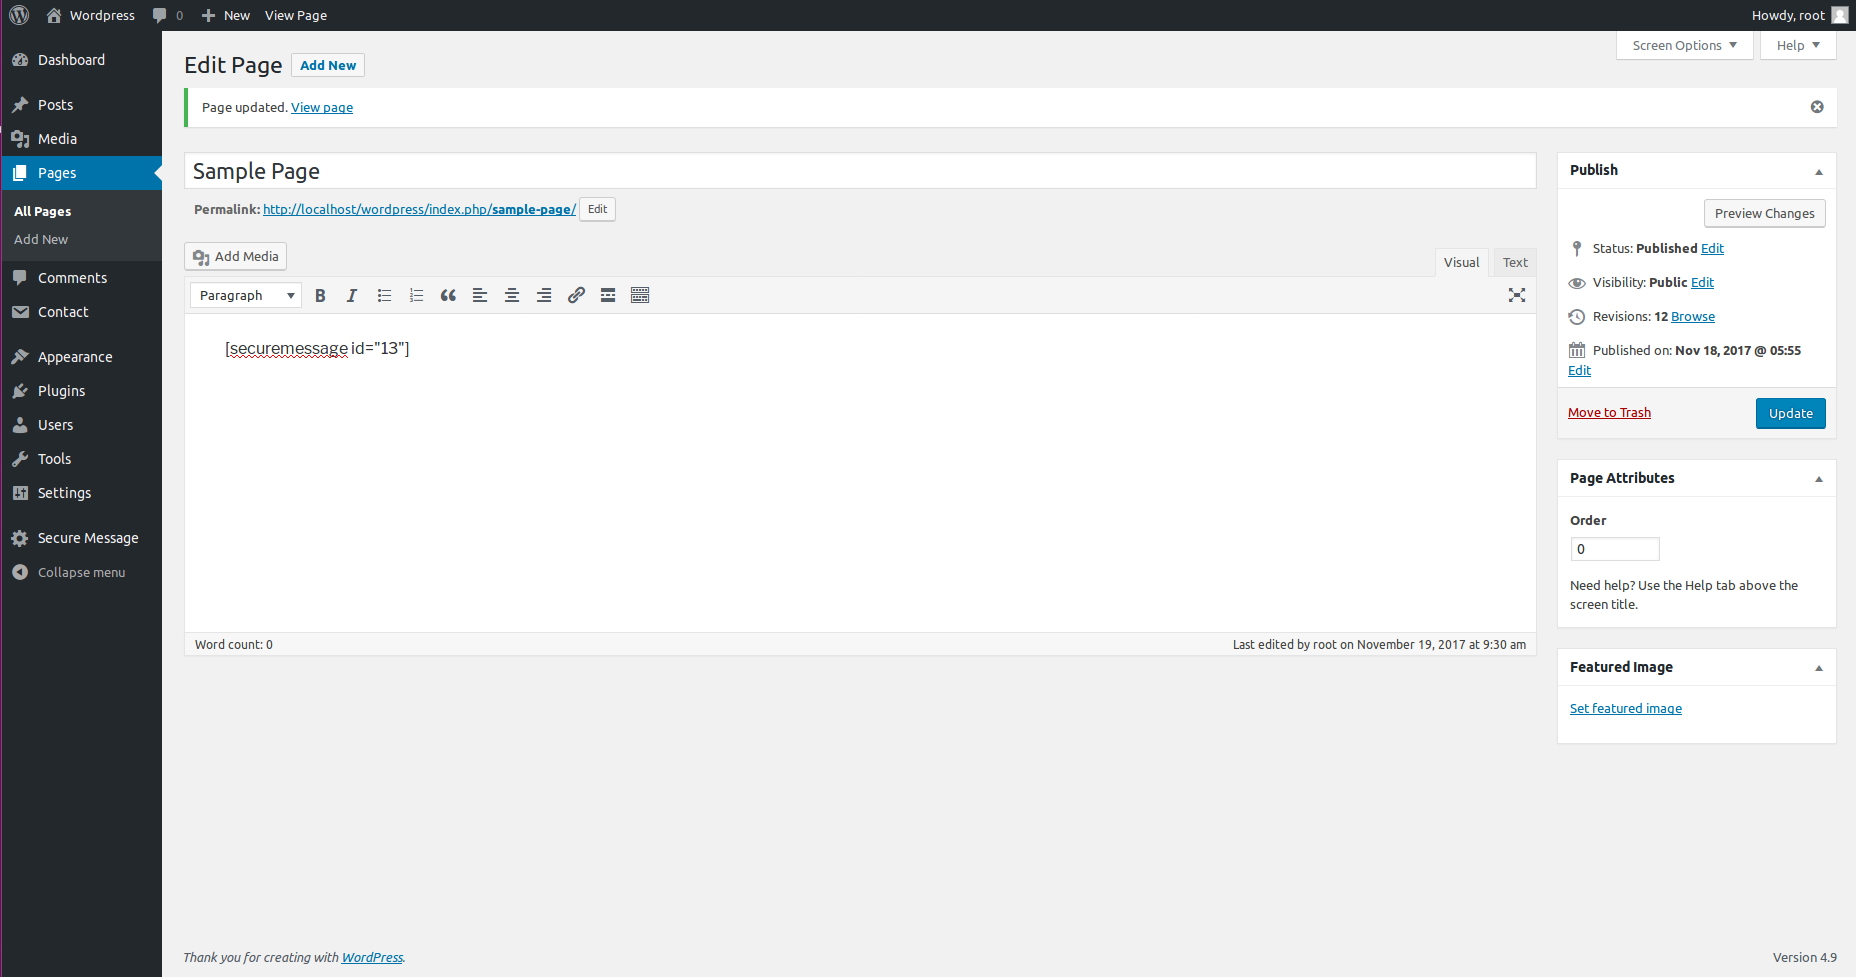 Wordpress 0 New View Page Howdy, root
Screen Options Help
Dashboard
Posts
Media
Pages
All Pages
Add New
Comments
Contact
Appearance
Plugins
Users
Tools
Settings
Secure Message
Collapse menu
Edit Page Add New
Page updated. View page
Sample Page
Permalink: http://localhost/wordpress/index.php/sample-page/ Edit
Add Media
Visual Text
Paragraph B I
[securemessage id="13"]
Word count: 0 Last edited by root on November 19, 2017 at 9:30 am
Publish
Preview Changes
Status: Published Edit
Visibility: Public Edit
Revisions: 12 Browse
Published on: Nov 18, 2017 @ 05:55
Edit
Move to Trash Update
Page Attributes
Order
0
Need help? Use the Help tab above the
screen title.
Featured Image
Set featured image
Thank you for creating with WordPress. Version 4.9